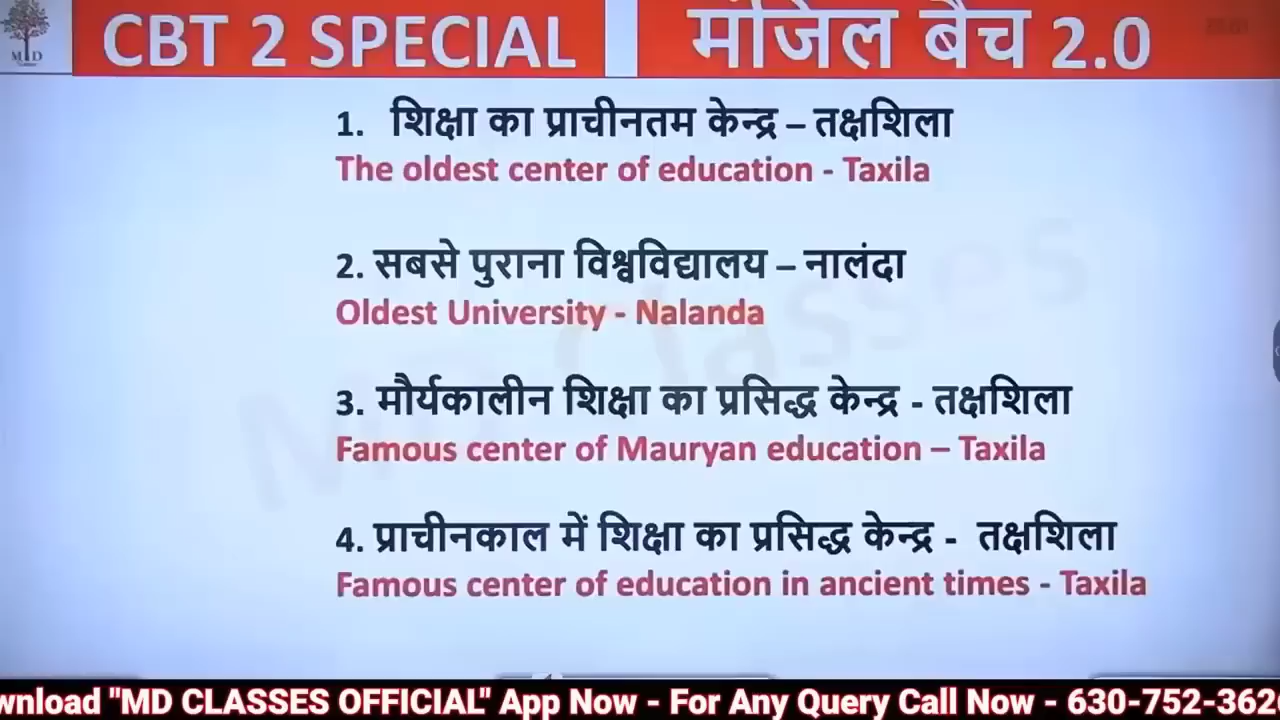 CBT 2 SPECIAL
मंजिल बैच 2.0
MD
1. शिक्षा का प्राचीनतम केन्द्र – तक्षशिला
The oldest center of education - Taxila
2. सबसे पुराना विश्वविद्यालय – नालंदा
Oldest University - Nalanda
3. मौर्यकालीन शिक्षा का प्रसिद्ध केन्द्र - तक्षशिला
Famous center of Mauryan education – Taxila
4. प्राचीनकाल में शिक्षा का प्रसिद्ध केन्द्र - तक्षशिला
Famous center of education in ancient times - Taxila
MD Classes
wnload "MD CLASSES OFFICIAL" App Now - For Any Query Call Now - 630-752-362